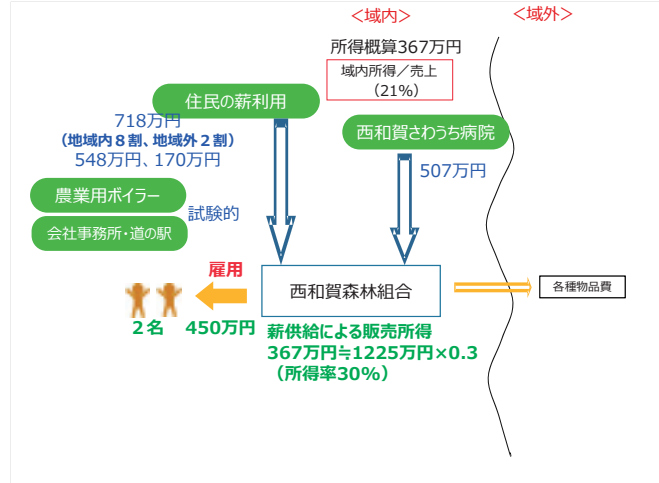 ＜域内＞
＜域外＞
所得概算367万円
域内所得／売上
（21%）
住民の薪利用
718万円
（地域内８割、地域外２割）
548万円、170万円
西和賀さわうち病院
507万円
農業用ボイラー
試験的
会社事務所・道の駅
雇用
西和賀森林組合
各種物品費
２名　450万円
薪供給による販売所得
367万円≒1225万円×0.3
（所得率30%）